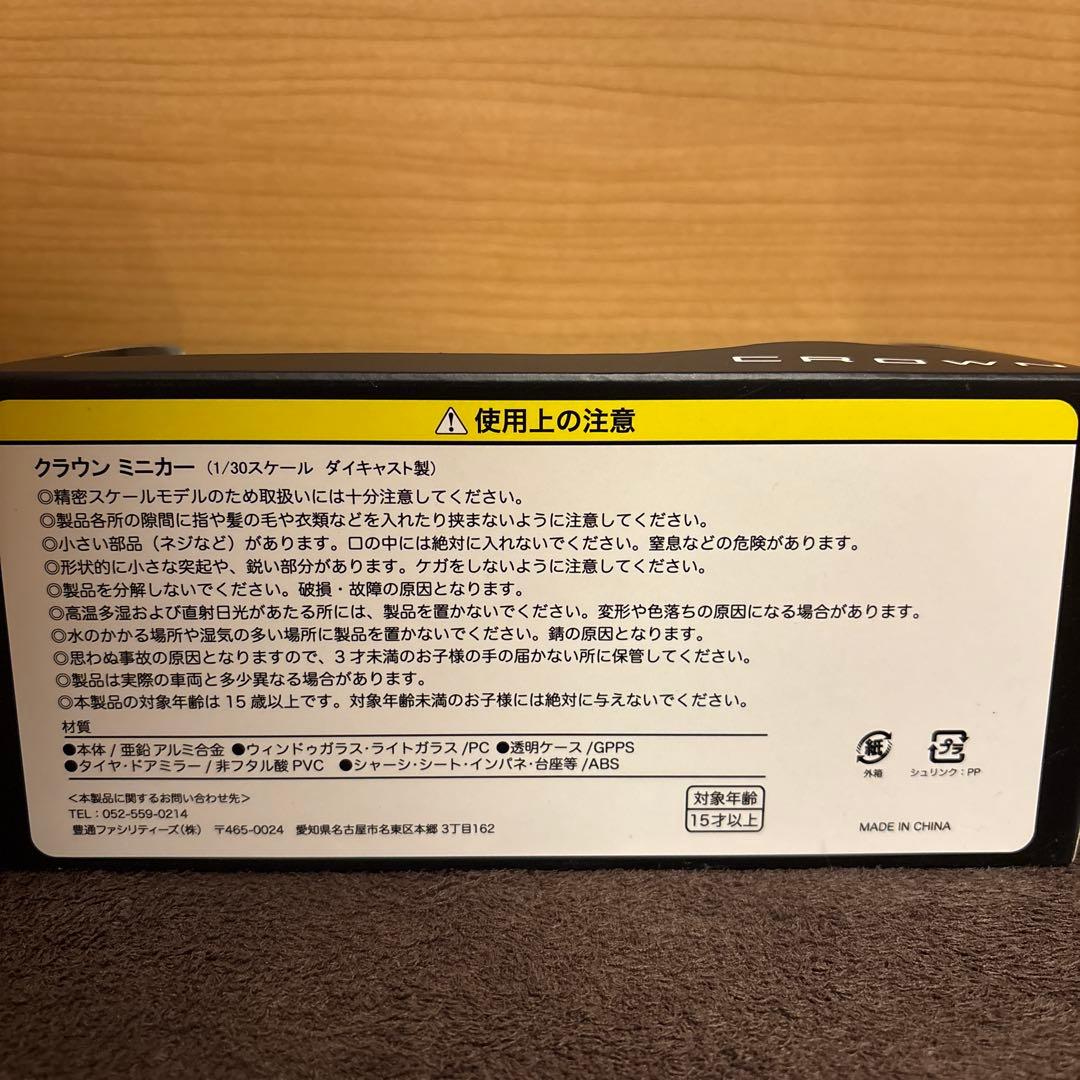 CROWN
使用上の注意
クラウン ミニカー（1/30スケール ダイキャスト製）
◎精密スケールモデルのため取扱いには十分注意してください。
◎製品各所の隙間に指や髪の毛や衣類などを入れたり挟まないように注意してください。
◎小さい部品（ネジなど）があります。口の中には絶対に入れないでください。窒息などの危険があります。
◎形状的に小さな突起や、鋭い部分があります。ケガをしないように注意してください。
◎製品を分解しないでください。破損・故障の原因となります。
◎高温多湿および直射日光があたる所には、製品を置かないでください。変形や色落ちの原因になる場合があります。
◎水のかかる場所や湿気の多い場所に製品を置かないでください。錆の原因となります。
◎思わぬ事故の原因となりますので、3才未満のお子様の手の届かない所に保管してください。
◎製品は実際の車両と多少異なる場合があります。
◎本製品の対象年齢は15歳以上です。対象年齢未満のお子様には絶対に与えないでください。
材質
●本体/亜鉛アルミ合金 ●ウィンドゥガラス・ライトガラス/PC ●透明ケース/GPPS
●タイヤ・ドアミラー/非フタル酸PVC ●シャーシ・シート・インパネ・台座等/ABS
紙
外箱
プラ
シュリンク：PP
＜本製品に関するお問い合わせ先＞
TEL：052-559-0214
豊通ファシリティーズ（株） 〒465-0024 愛知県名古屋市名東区本郷3丁目162
対象年齢
15才以上
MADE IN CHINA